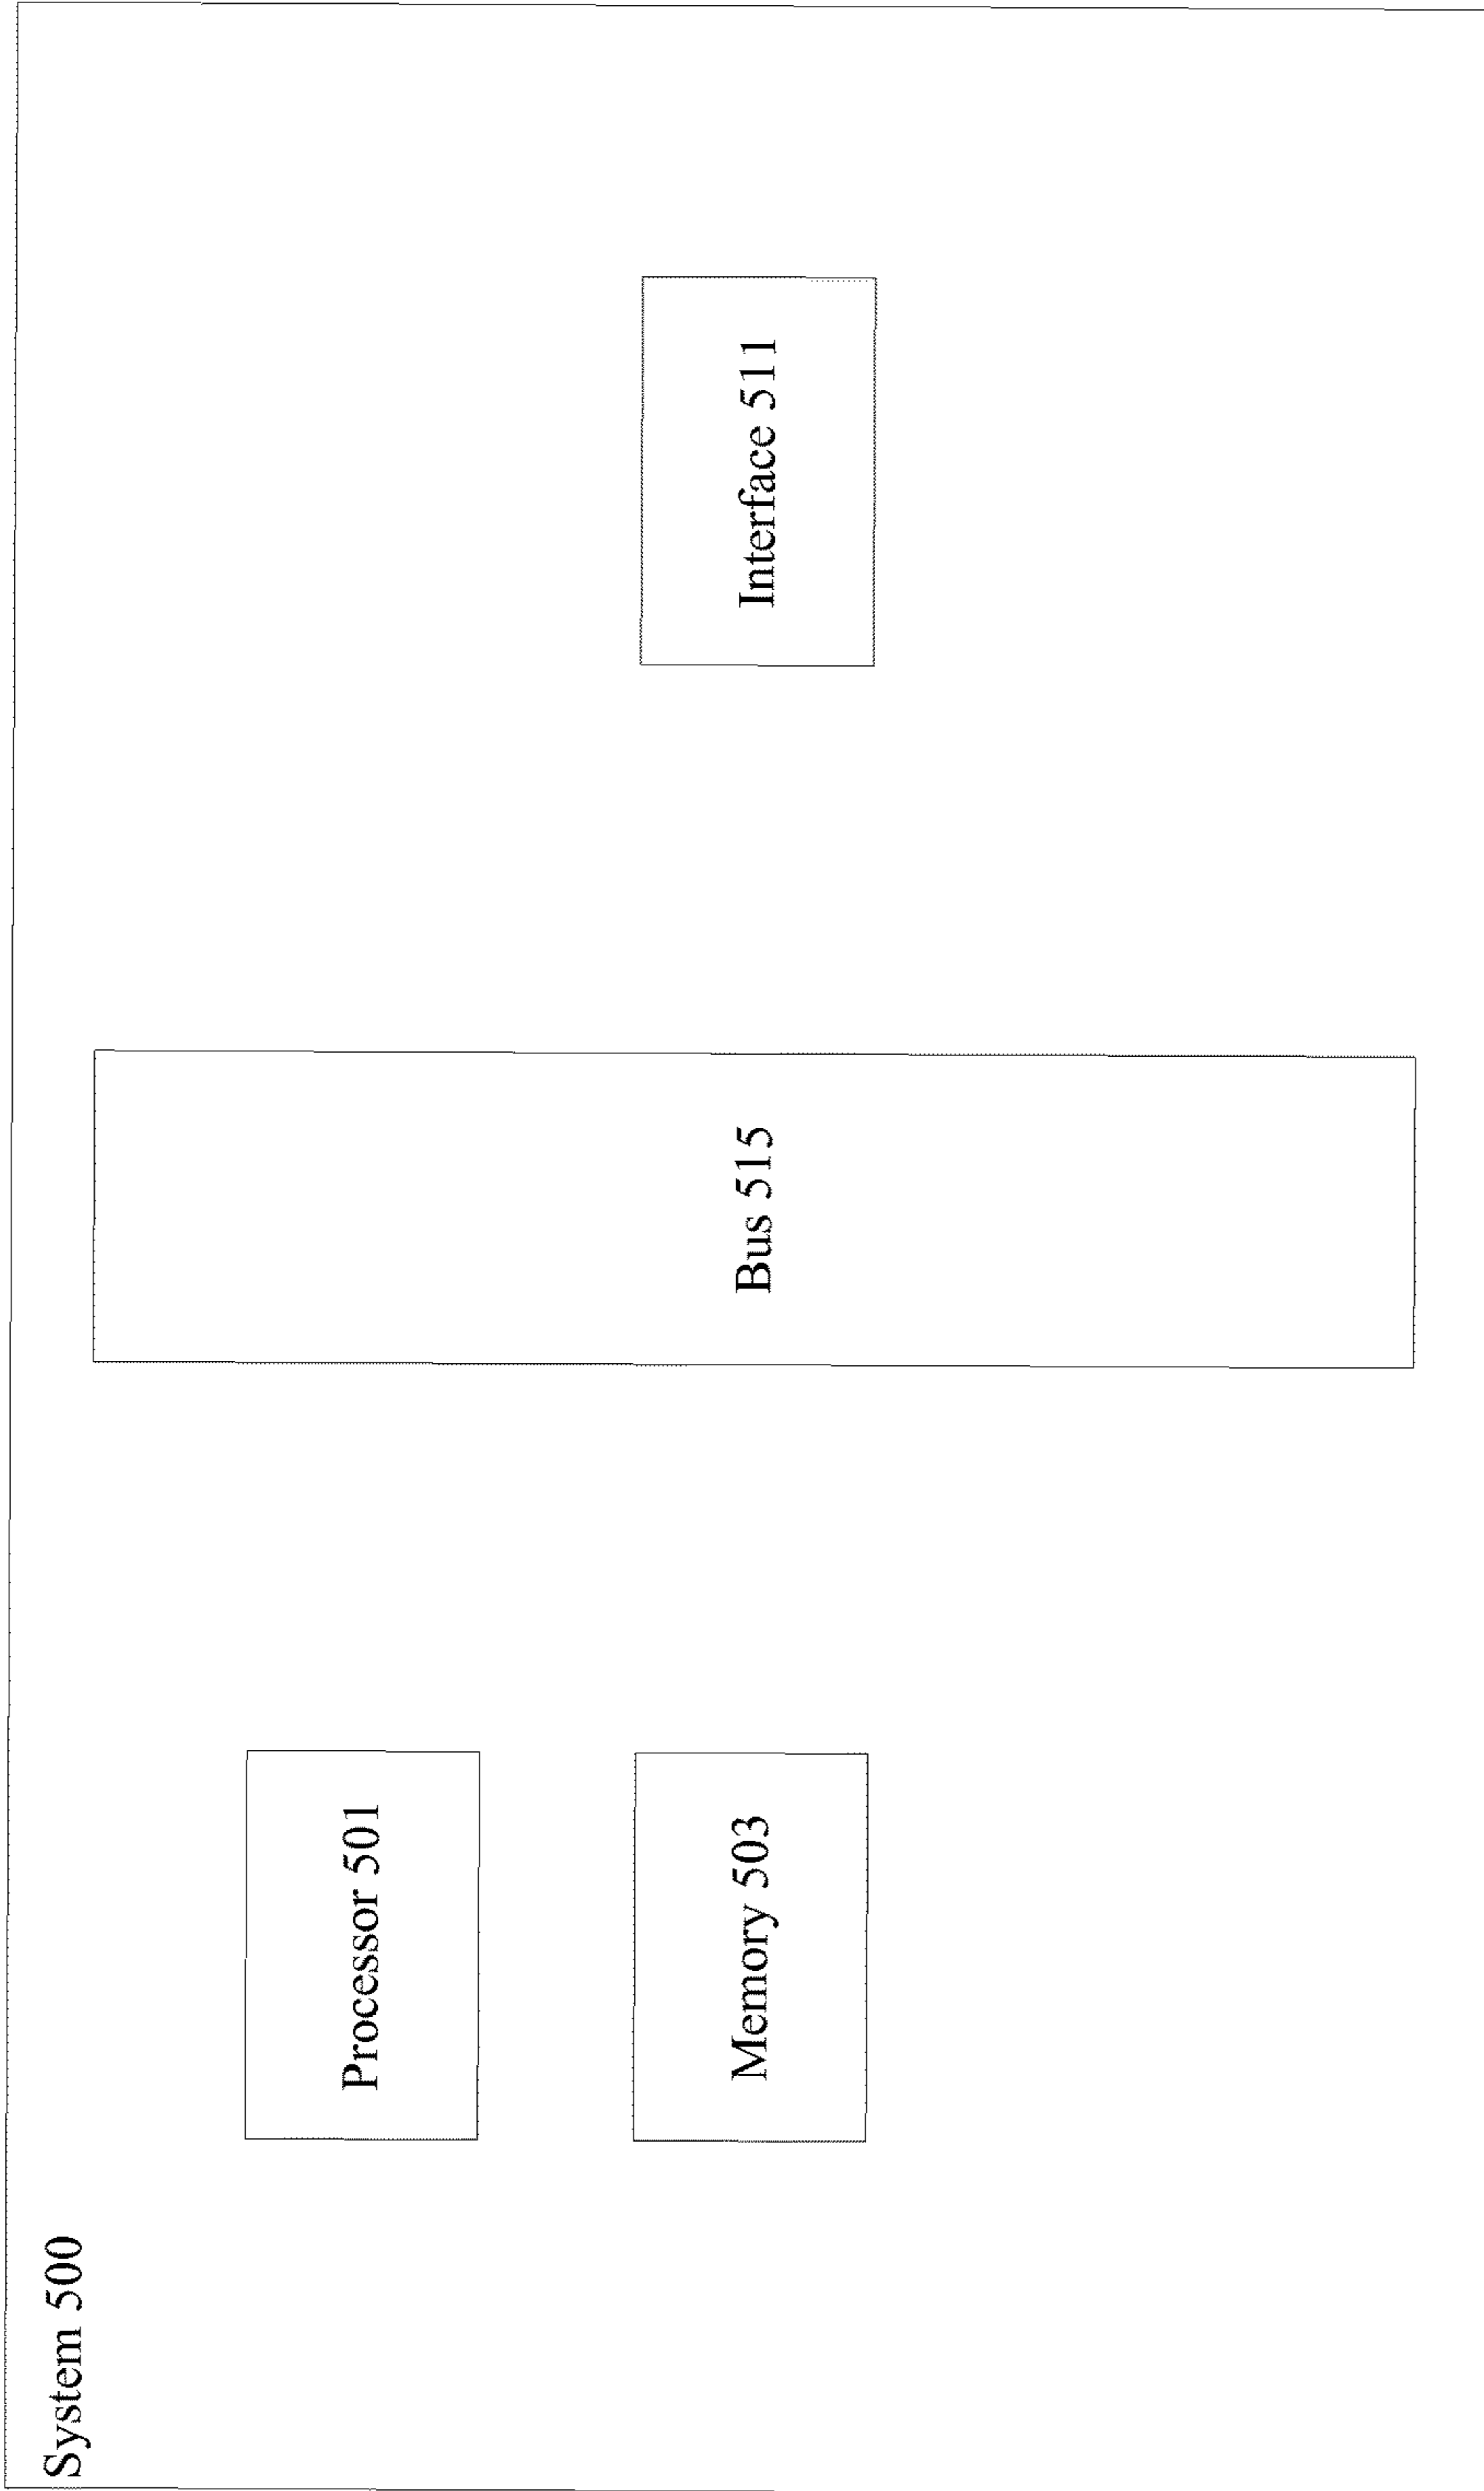 System 500
Processor 501
Memory 503
Bus 515
Interface 511